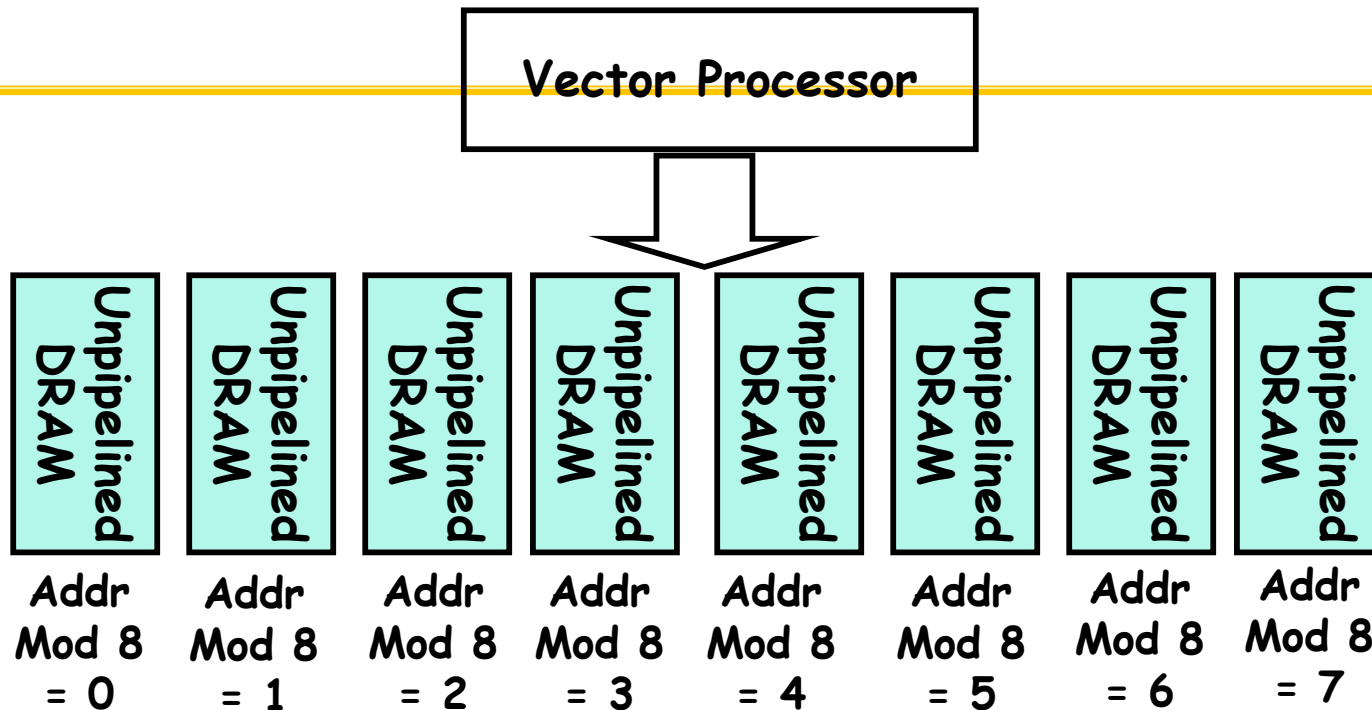 Vector Processor
Unpipelined
DRAM
Unpipelined
DRAM
Unpipelined
DRAM
Unpipelined
DRAM
Unpipelined
DRAM
Unpipelined
DRAM
Unpipelined
DRAM
Unpipelined
DRAM
Addr
Mod 8
= 0
Addr
Mod 8
= 1
Addr
Mod 8
= 2
Addr
Mod 8
= 3
Addr
Mod 8
= 4
Addr
Mod 8
= 5
Addr
Mod 8
= 6
Addr
Mod 8
= 7